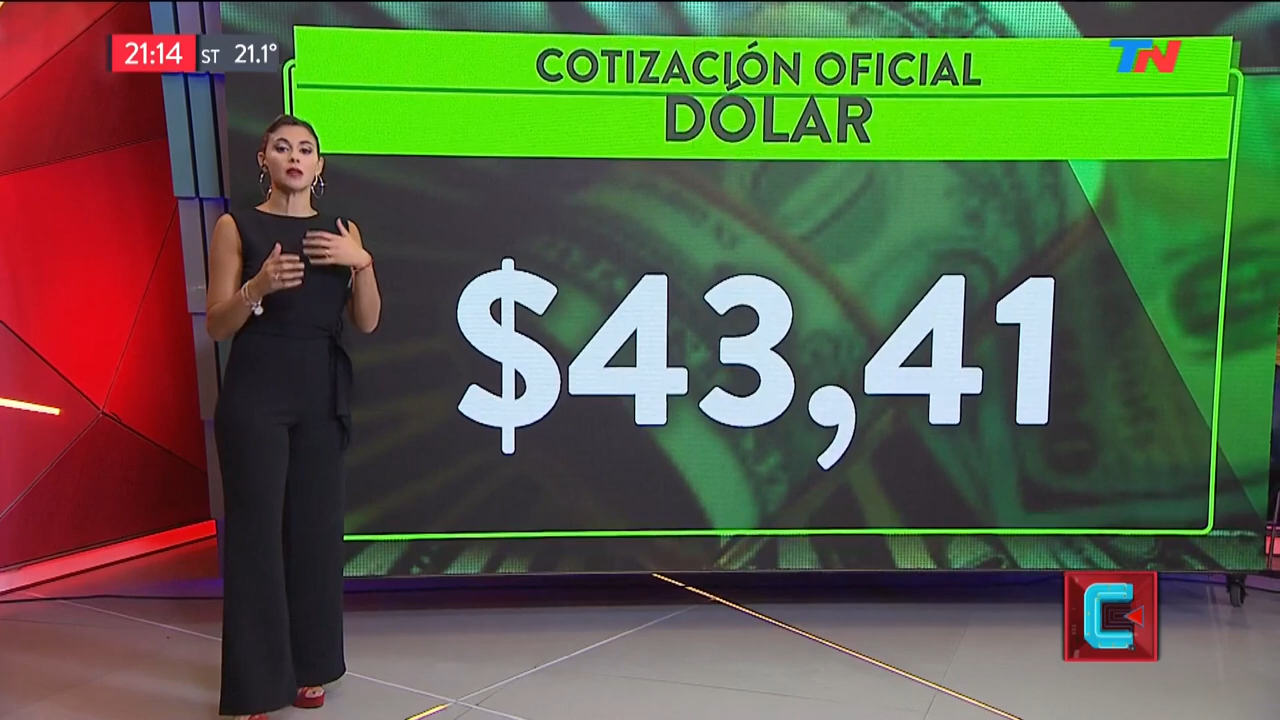 21:14 ST 21.1°
TN
COTIZACIÓN OFICIAL
DÓLAR
$43,41
C